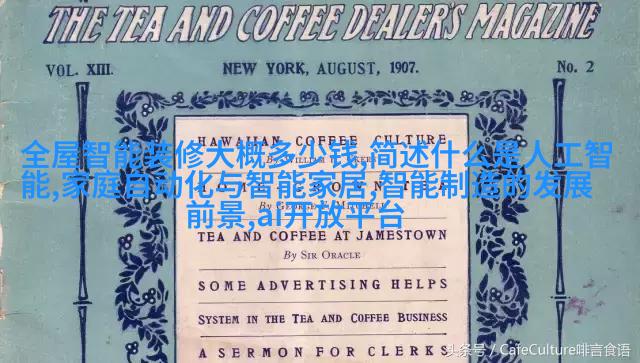 THE TEA AND COFFEE DEALER'S MAGAZINE
VOL. XIII. NEW YORK, AUGUST, 1907. No. 2
HAWAIIAN COFFEE CULTURE
全屋智能装修大概多少钱,简述什么是人工智
能,家庭自动化与智能家居,智能制造的发展
前景,ai开放平台
TEA AND COFFEE AT JAMESTOWN
By SIR ORACLE
SOME ADVERTISING HELPS
SYSTEM IN THE TEA AND COFFEE BUSINESS
A SERMON FOR CLERKS
头条号 / CafeCulture啡言食语